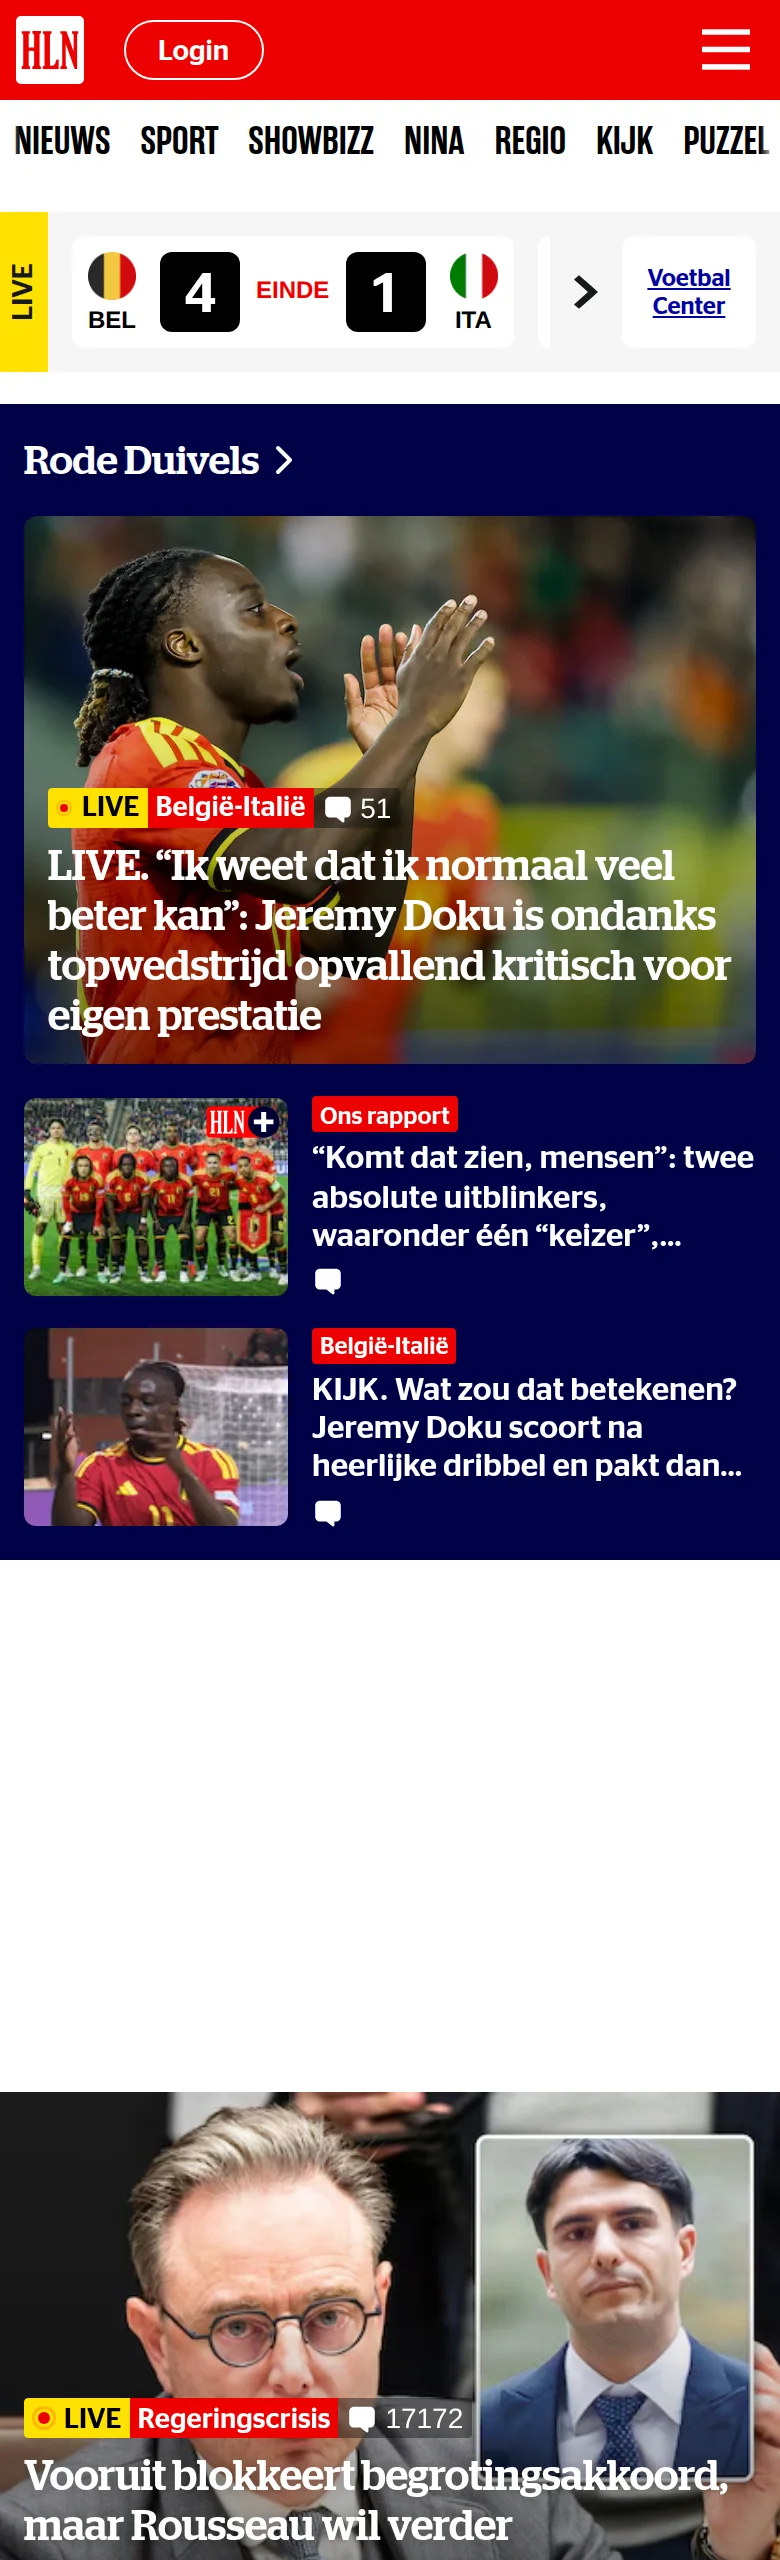 HLN
Login
NIEUWS SPORT SHOWBIZZ NINA REGIO KIJK PUZZEL
LIVE
4 EINDE 1
BEL ITA
Voetbal
Center
Rode Duivels
LIVE België-Italië 51
LIVE. “Ik weet dat ik normaal veel
beter kan”: Jeremy Doku is ondanks
topwedstrijd opvallend kritisch voor
eigen prestatie
HLN+
Ons rapport
“Komt dat zien, mensen”: twee
absolute uitblinkers,
waaronder één “keizer”,...
België-Italië
KIJK. Wat zou dat betekenen?
Jeremy Doku scoort na
heerlijke dribbel en pakt dan...
LIVE Regeringscrisis 17172
Vooruit blokkeert begrotingsakkoord,
maar Rousseau wil verder